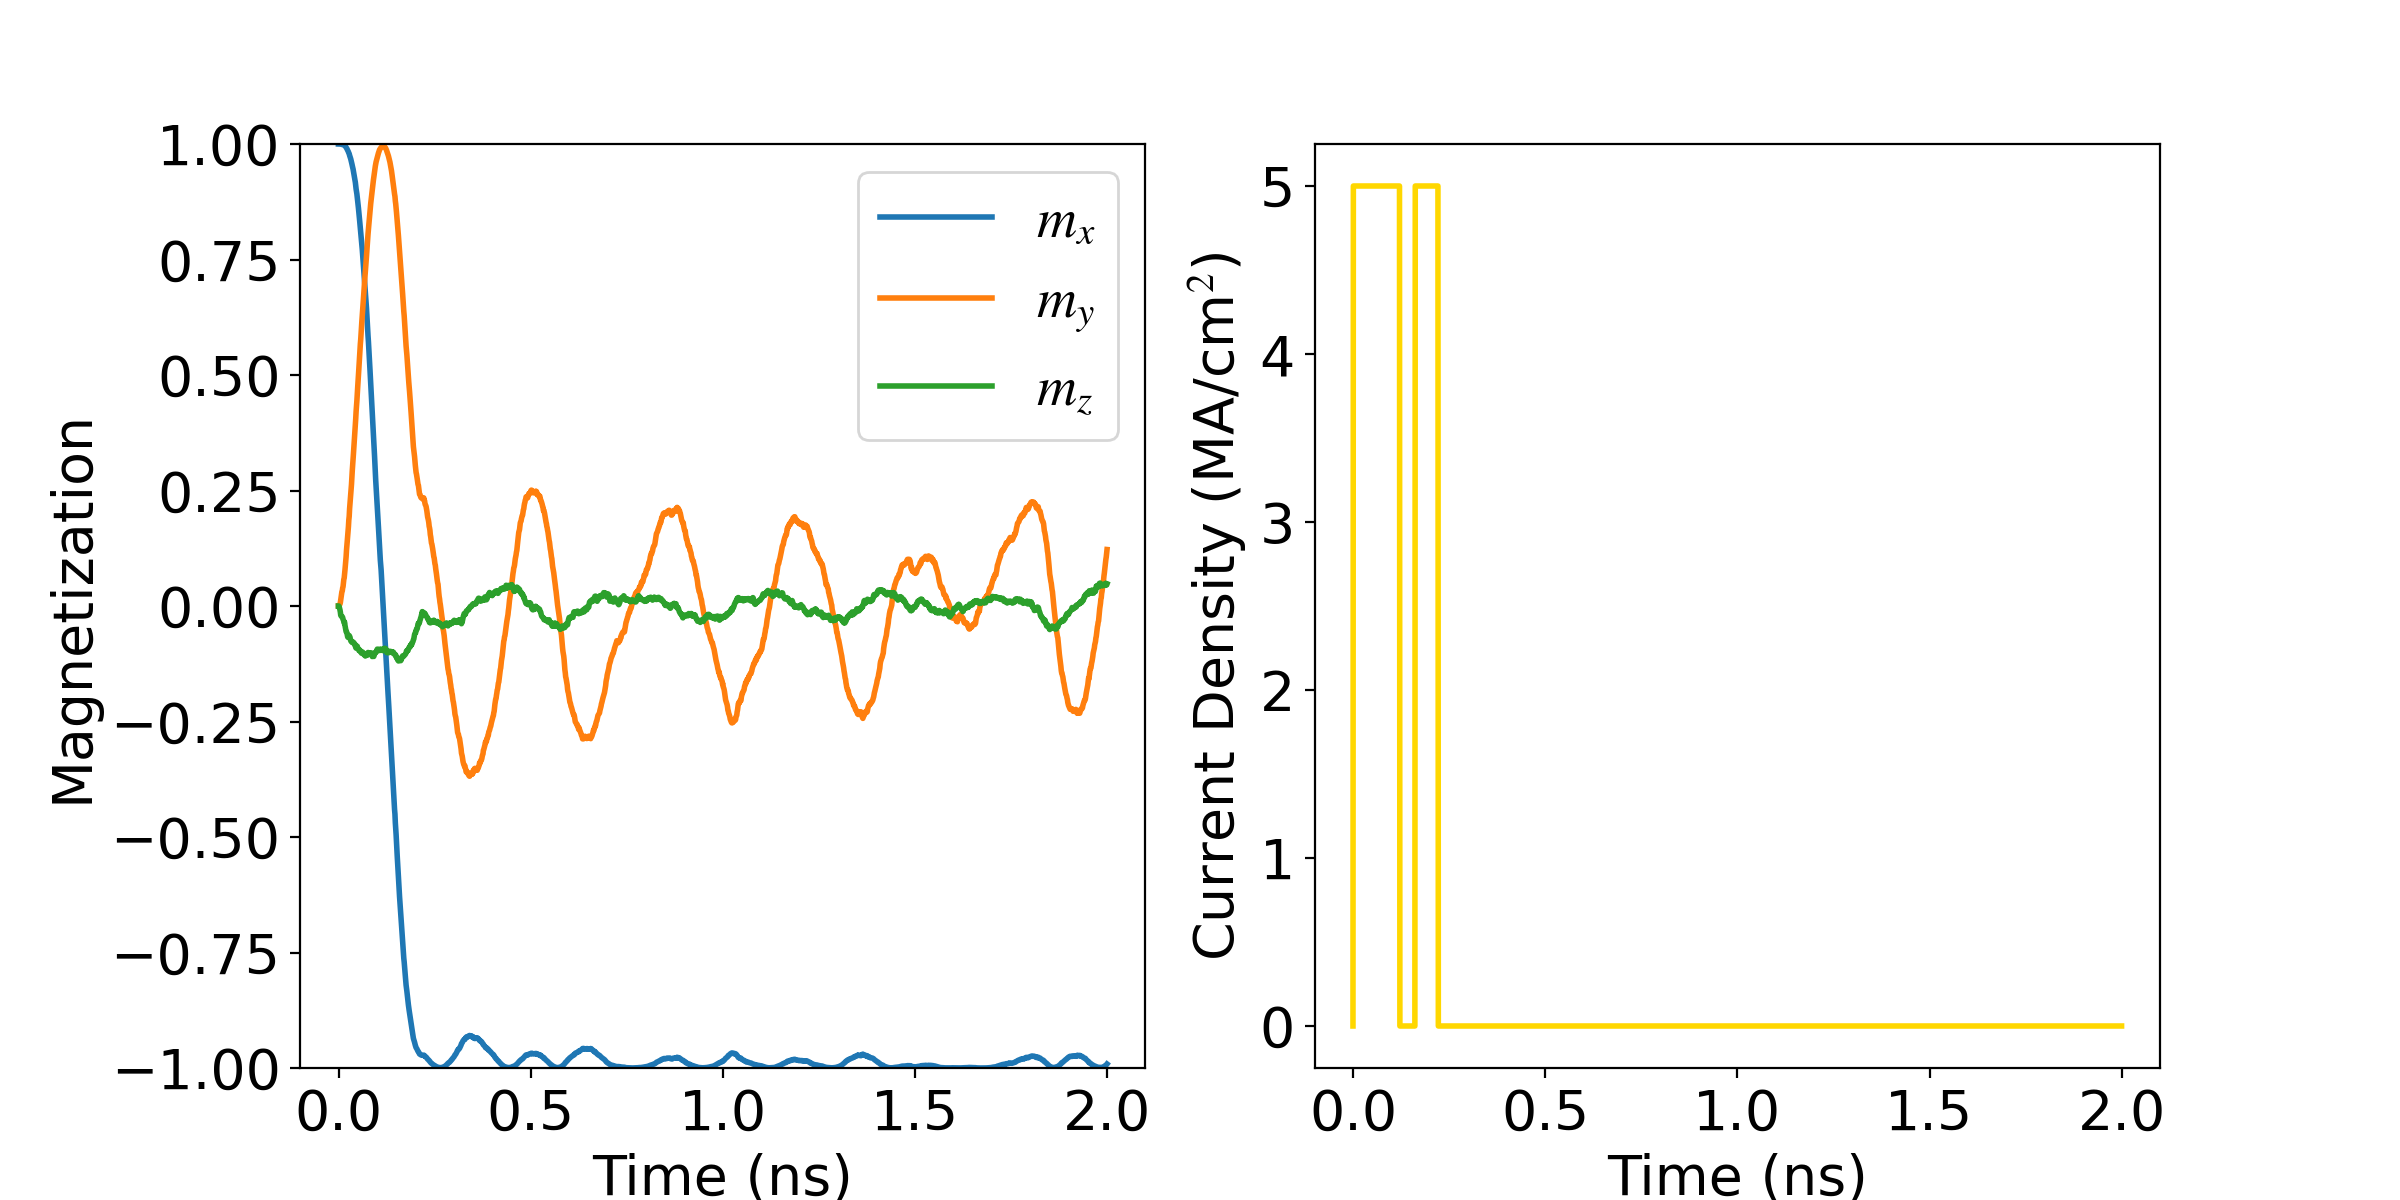 1.00
0.75
0.50
0.25
0.00
−0.25
−0.50
−0.75
−1.00
Magnetization
0.0 0.5 1.0 1.5 2.0
Time (ns)
m_x
m_y
m_z
5
4
3
2
1
0
Current Density (MA/cm²)
0.0 0.5 1.0 1.5 2.0
Time (ns)